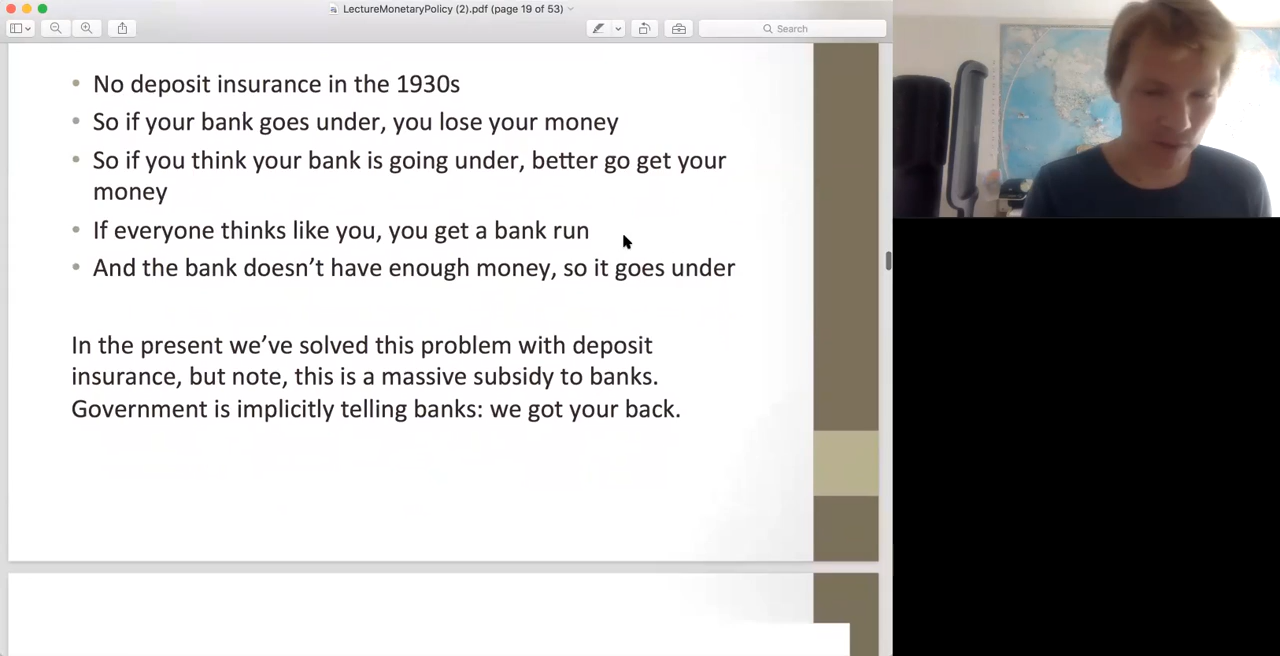 LectureMonetaryPolicy (2).pdf (page 19 of 53)
Search
• No deposit insurance in the 1930s
• So if your bank goes under, you lose your money
• So if you think your bank is going under, better go get your
money
• If everyone thinks like you, you get a bank run
• And the bank doesn’t have enough money, so it goes under
In the present we’ve solved this problem with deposit
insurance, but note, this is a massive subsidy to banks.
Government is implicitly telling banks: we got your back.